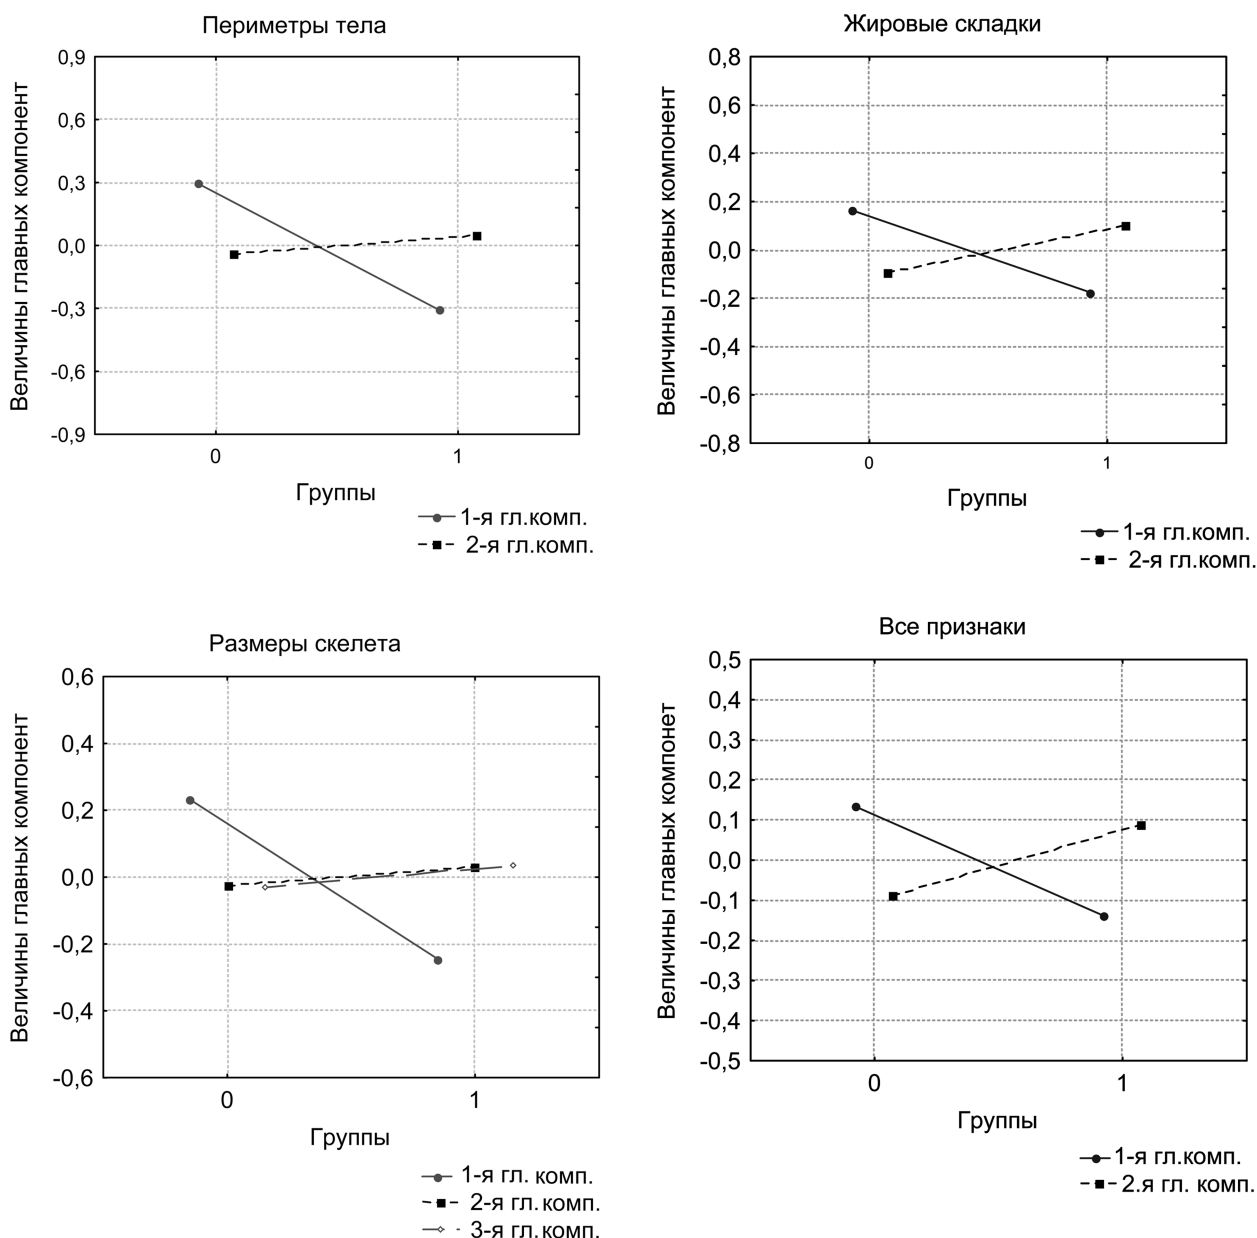 Периметры тела
Величины главных компонент
0,9
0,6
0,3
0,0
-0,3
-0,6
-0,9
0 1
Группы
1-я гл.комп.
2-я гл.комп.
Жировые складки
Величины главных компонент
0,8
0,6
0,4
0,2
0,0
-0,2
-0,4
-0,6
-0,8
0 1
Группы
1-я гл.комп.
2-я гл.комп.
Размеры скелета
Величины главных компонент
0,6
0,4
0,2
0,0
-0,2
-0,4
-0,6
0 1
Группы
1-я гл. комп.
2-я гл.комп.
3-я гл.комп.
Все признаки
Величины главных компонет
0,5
0,4
0,3
0,2
0,1
0,0
-0,1
-0,2
-0,3
-0,4
-0,5
0 1
Группы
1-я гл.комп.
2.я гл. комп.